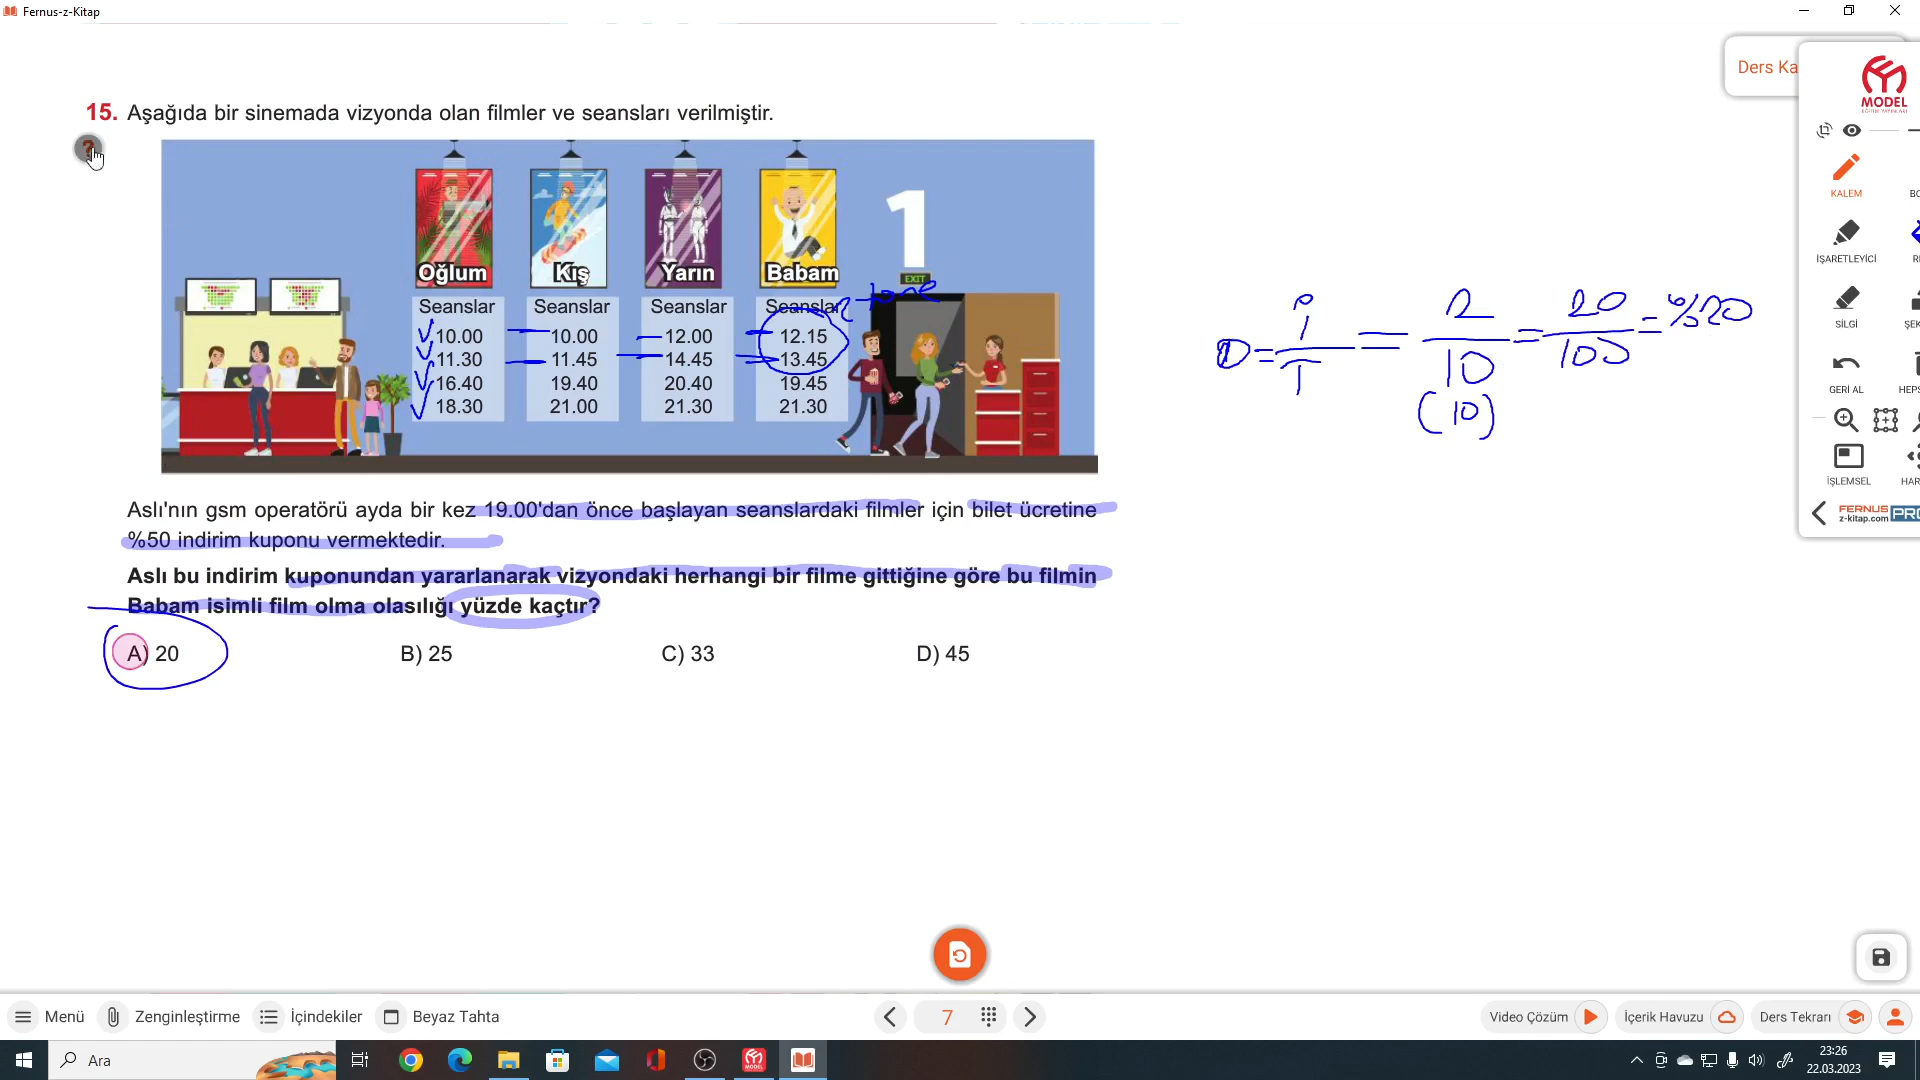 Fernus-z-Kitap
Ders Ka
MODEL
EĞİTİM YAYINLARI
15. Aşağıda bir sinemada vizyonda olan filmler ve seansları verilmiştir.
Oğlum Kış Yarın Babam
1
EXIT
2 tane
Seanslar Seanslar Seanslar Seanslar
10.00 10.00 12.00 12.15
11.30 11.45 14.45 13.45
16.40 19.40 20.40 19.45
18.30 21.00 21.30 21.30
O = i / T = 2 / 10 = 20 / 100 = %20
(10)
Aslı'nın gsm operatörü ayda bir kez 19.00'dan önce başlayan seanslardaki filmler için bilet ücretine
%50 indirim kuponu vermektedir.
Aslı bu indirim kuponundan yararlanarak vizyondaki herhangi bir filme gittiğine göre bu filmin
Babam isimli film olma olasılığı yüzde kaçtır?
A) 20 B) 25 C) 33 D) 45
KALEM
İŞARETLEYİCİ
SİLGİ
GERİ AL
İŞLEMSEL
FERNUS
z-kitap.com PRO
Menü Zenginleştirme İçindekiler Beyaz Tahta 7 Video Çözüm İçerik Havuzu Ders Tekrarı
Ara
23:26
22.03.2023